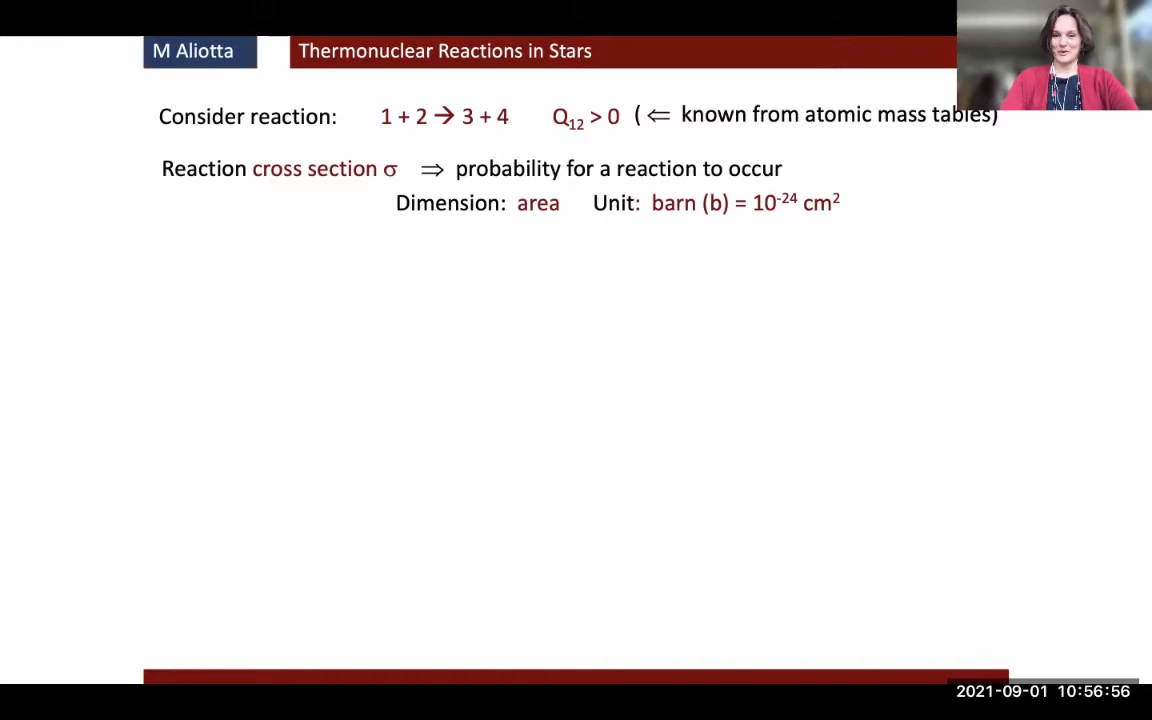 M Aliotta
Thermonuclear Reactions in Stars
Consider reaction: 1 + 2 → 3 + 4 Q₁₂ > 0 ( ⇐ known from atomic mass tables)
Reaction cross section σ ⇒ probability for a reaction to occur
Dimension: area Unit: barn (b) = 10⁻²⁴ cm²
2021-09-01 10:56:56